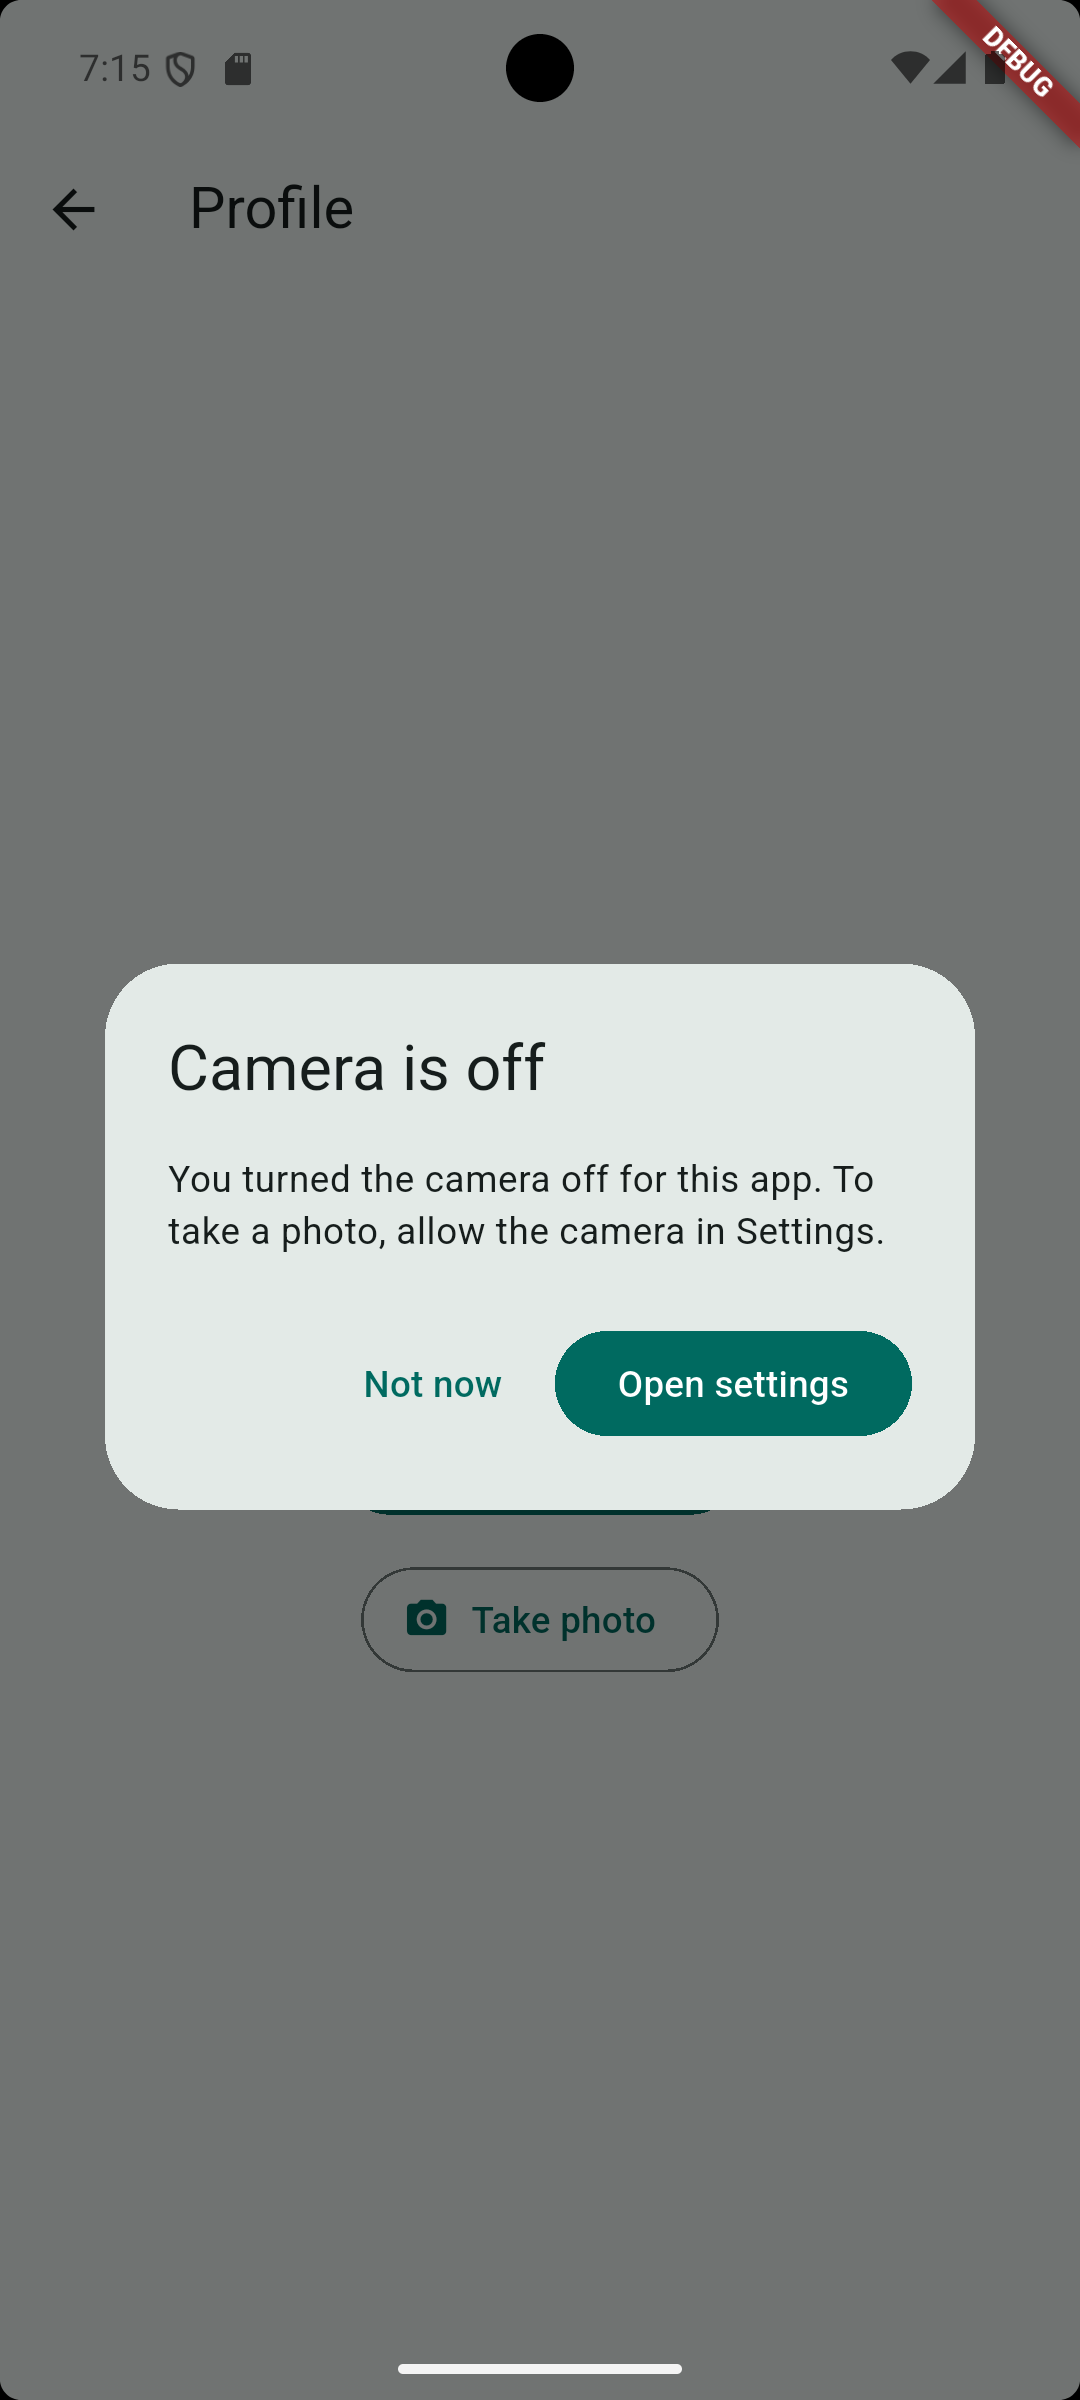 7:15
DEBUG
Profile
Camera is off
You turned the camera off for this app. To
take a photo, allow the camera in Settings.
Not now
Open settings
Take photo